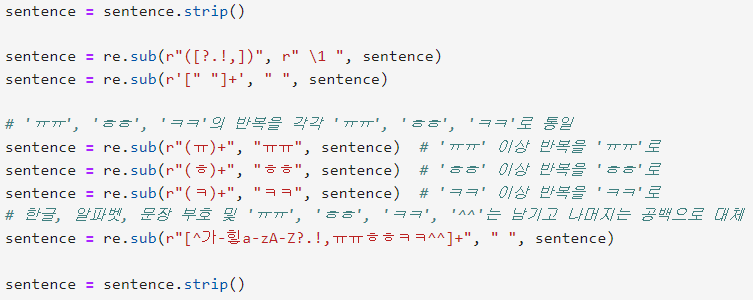 sentence = sentence.strip()
sentence = re.sub(r"([?.!,])", r" \1 ", sentence)
sentence = re.sub(r'[" "]+', " ", sentence)
# 'ㅠㅠ', 'ㅎㅎ', 'ㅋㅋ'의 반복을 각각 'ㅠㅠ', 'ㅎㅎ', 'ㅋㅋ'로 통일
sentence = re.sub(r"(ㅠ)+", "ㅠㅠ", sentence)  # 'ㅠㅠ' 이상 반복을 'ㅠㅠ'로
sentence = re.sub(r"(ㅎ)+", "ㅎㅎ", sentence)  # 'ㅎㅎ' 이상 반복을 'ㅎㅎ'로
sentence = re.sub(r"(ㅋ)+", "ㅋㅋ", sentence)  # 'ㅋㅋ' 이상 반복을 'ㅋㅋ'로
# 한글, 알파벳, 문장 부호 및 'ㅠㅠ', 'ㅎㅎ', 'ㅋㅋ', '^^'는 남기고 나머지는 공백으로 대체
sentence = re.sub(r"[^가-힣a-zA-Z?.!,ㅠㅠㅎㅎㅋㅋ^^]+", " ", sentence)
sentence = sentence.strip()